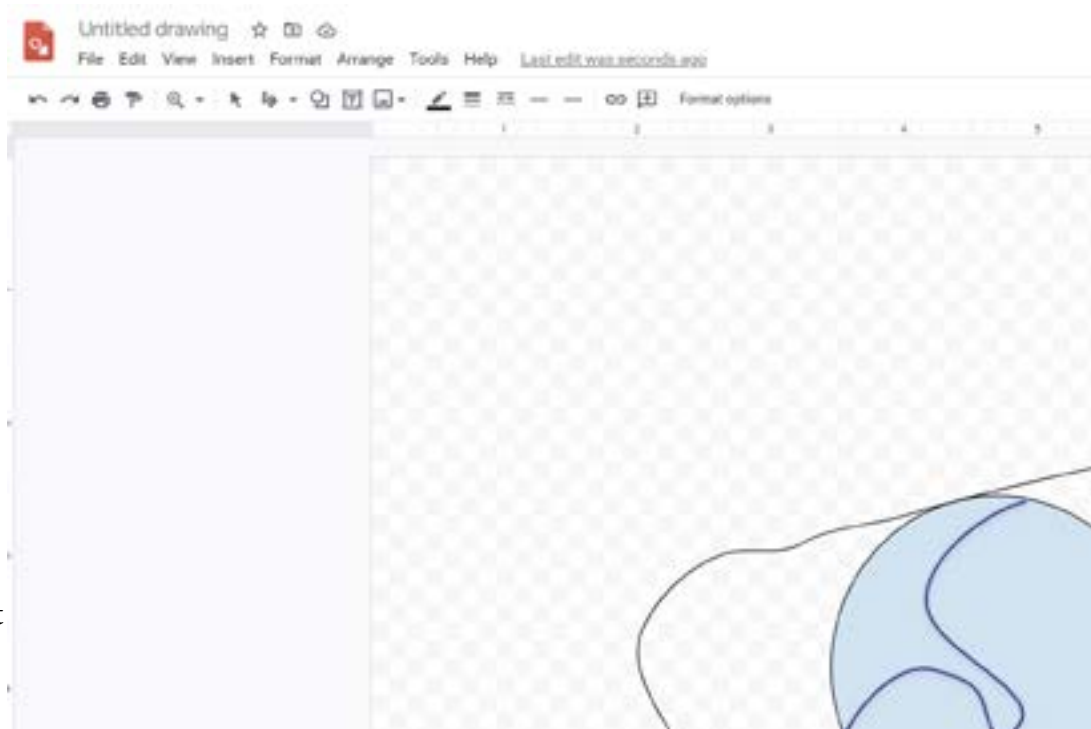 Untitled drawing
File Edit View Insert Format Arrange Tools Help Last edit was seconds ago
Format options
1 2 3 4 5
t